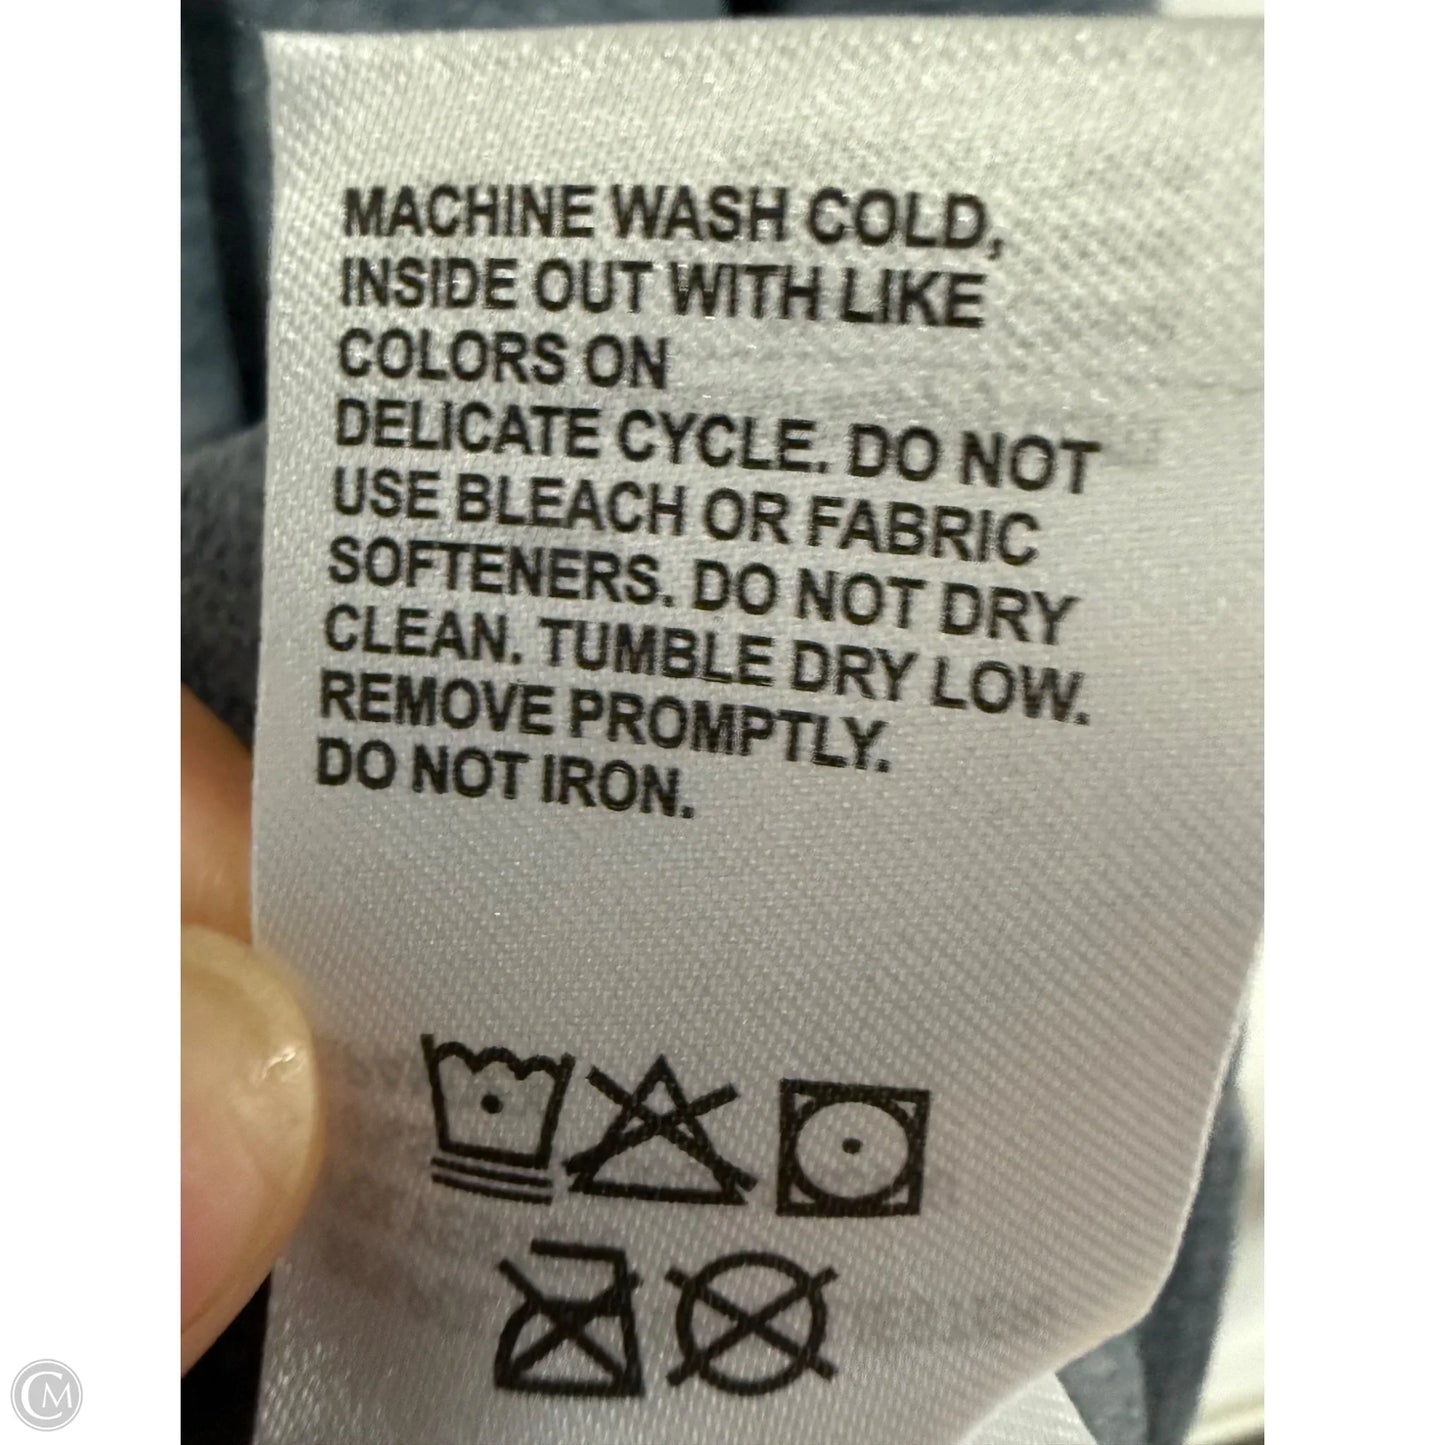 MACHINE WASH COLD,
INSIDE OUT WITH LIKE
COLORS ON
DELICATE CYCLE. DO NOT
USE BLEACH OR FABRIC
SOFTENERS. DO NOT DRY
CLEAN. TUMBLE DRY LOW.
REMOVE PROMPTLY.
DO NOT IRON.
CM